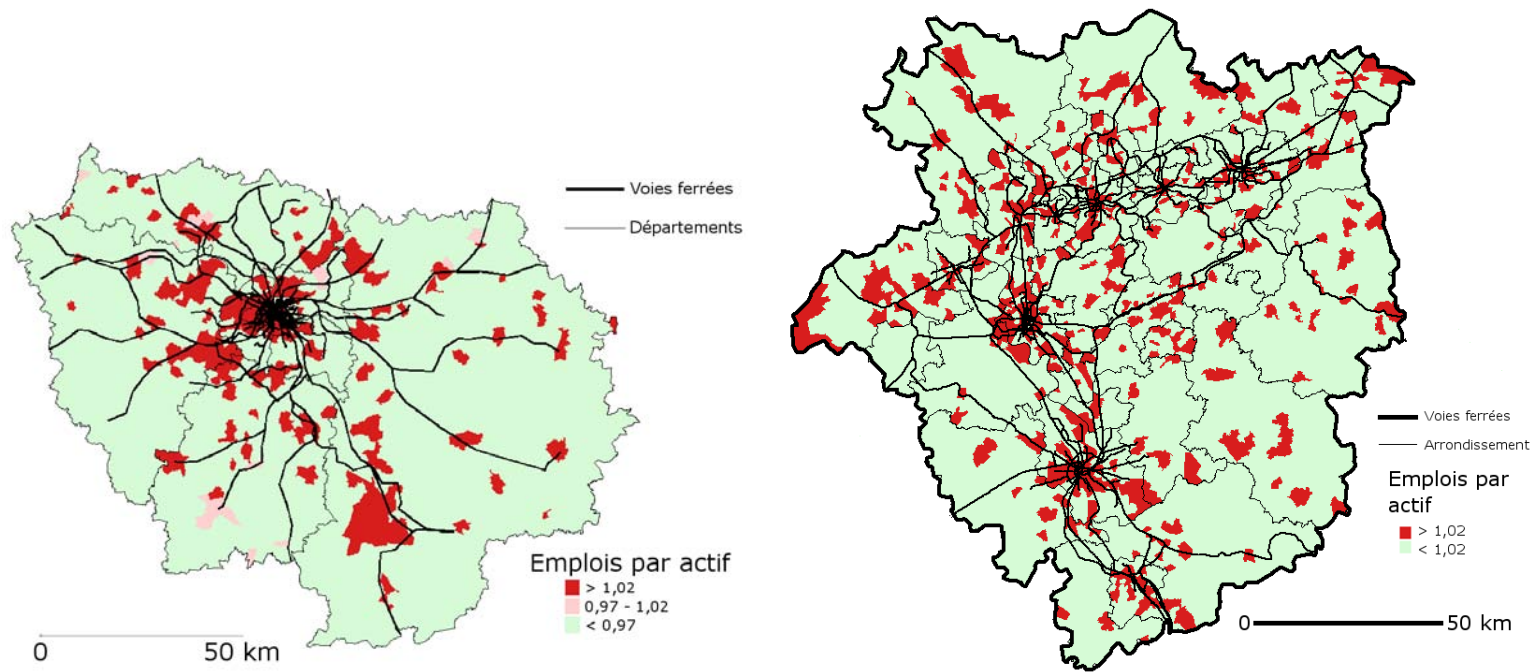 Voies ferrées
Départements
Emplois par actif
> 1,02
0,97 - 1,02
< 0,97
0 50 km
Voies ferrées
Arrondissement
Emplois par
actif
> 1,02
< 1,02
0 50 km